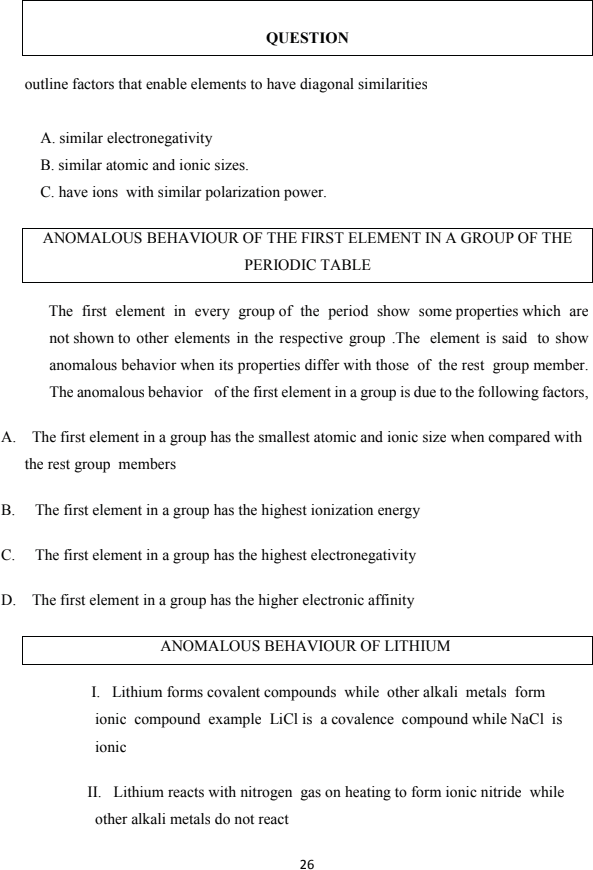 QUESTION
outline factors that enable elements to have diagonal similarities
A. similar electronegativity
B. similar atomic and ionic sizes.
C. have ions with similar polarization power.
ANOMALOUS BEHAVIOUR OF THE FIRST ELEMENT IN A GROUP OF THE
PERIODIC TABLE
The first element in every group of the period show some properties which are
not shown to other elements in the respective group .The element is said to show
anomalous behavior when its properties differ with those of the rest group member.
The anomalous behavior of the first element in a group is due to the following factors,
A. The first element in a group has the smallest atomic and ionic size when compared with
the rest group members
B. The first element in a group has the highest ionization energy
C. The first element in a group has the highest electronegativity
D. The first element in a group has the higher electronic affinity
ANOMALOUS BEHAVIOUR OF LITHIUM
I. Lithium forms covalent compounds while other alkali metals form
ionic compound example LiCl is a covalence compound while NaCl is
ionic
II. Lithium reacts with nitrogen gas on heating to form ionic nitride while
other alkali metals do not react
26